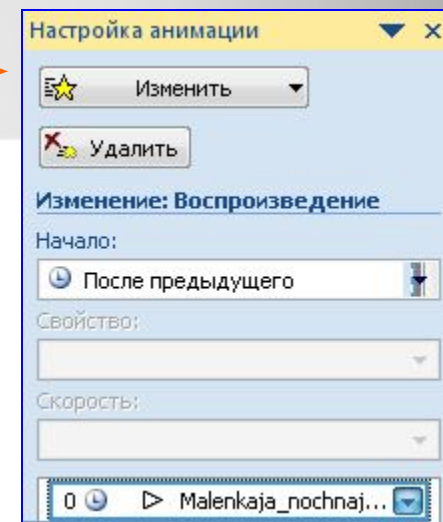 Настройка анимации
Изменить
Удалить
Изменение: Воспроизведение
Начало:
После предыдущего
Свойство:
Скорость:
0 Malenkaja_nochnaj...